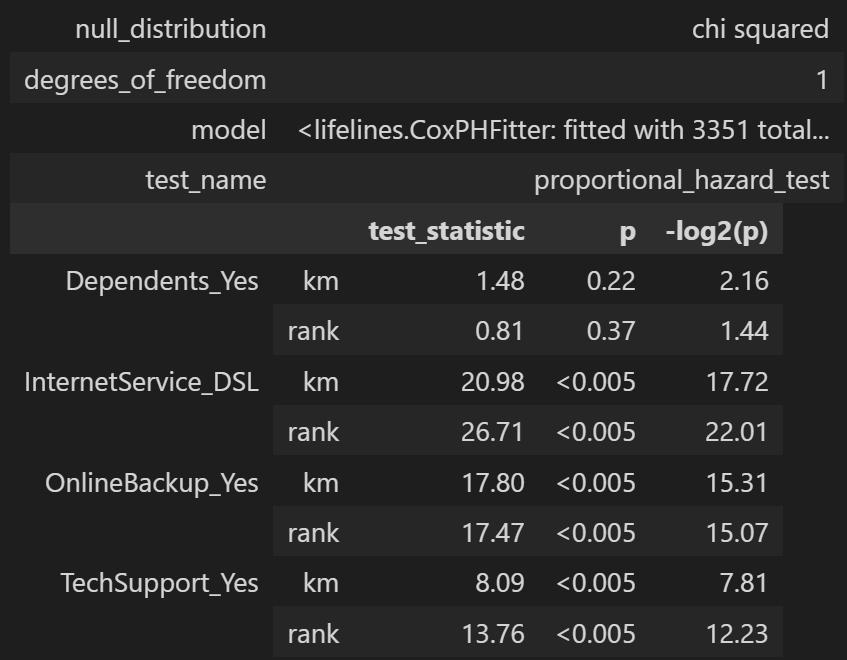 null_distribution chi squared
degrees_of_freedom 1
model <lifelines.CoxPHFitter: fitted with 3351 total...
test_name proportional_hazard_test
test_statistic p -log2(p)
Dependents_Yes km 1.48 0.22 2.16
rank 0.81 0.37 1.44
InternetService_DSL km 20.98 <0.005 17.72
rank 26.71 <0.005 22.01
OnlineBackup_Yes km 17.80 <0.005 15.31
rank 17.47 <0.005 15.07
TechSupport_Yes km 8.09 <0.005 7.81
rank 13.76 <0.005 12.23